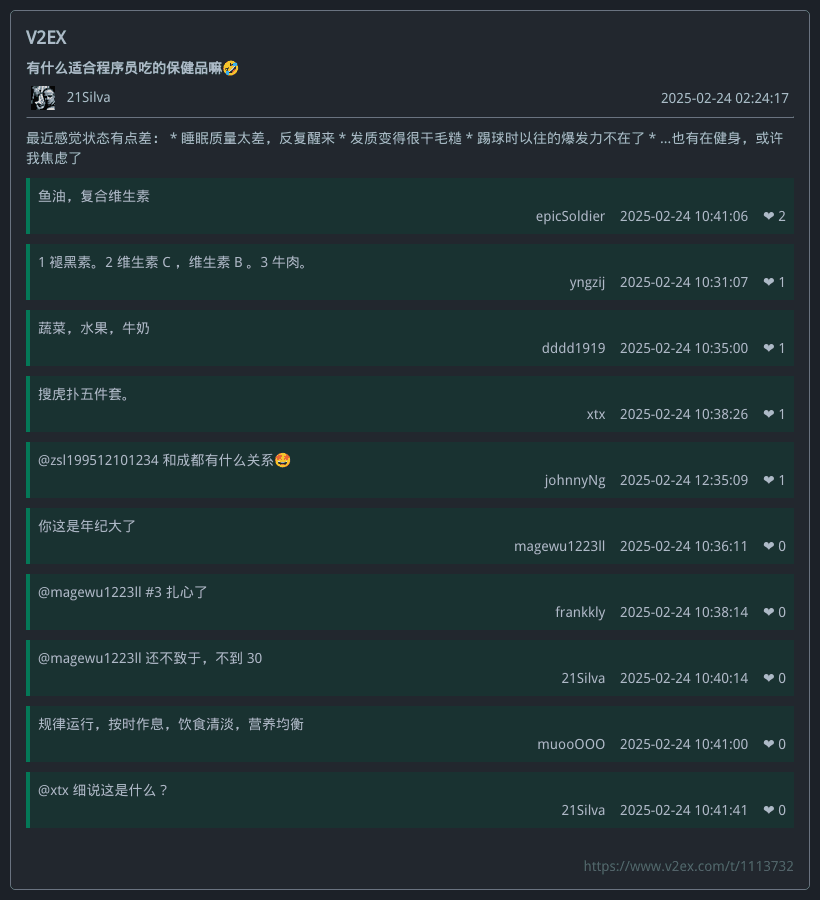 V2EX
有什么适合程序员吃的保健品嘛🤣
21Silva 2025-02-24 02:24:17
最近感觉状态有点差： * 睡眠质量太差，反复醒来 * 发质变得很干毛糙 * 踢球时以往的爆发力不在了 * ...也有在健身，或许
我焦虑了
鱼油，复合维生素
epicSoldier 2025-02-24 10:41:06 ❤ 2
1 褪黑素。2 维生素 C ，维生素 B 。3 牛肉。
yngzij 2025-02-24 10:31:07 ❤ 1
蔬菜，水果，牛奶
dddd1919 2025-02-24 10:35:00 ❤ 1
搜虎扑五件套。
xtx 2025-02-24 10:38:26 ❤ 1
@zsl199512101234 和成都有什么关系🤩
johnnyNg 2025-02-24 12:35:09 ❤ 1
你这是年纪大了
magewu1223ll 2025-02-24 10:36:11 ❤ 0
@magewu1223ll #3 扎心了
frankkly 2025-02-24 10:38:14 ❤ 0
@magewu1223ll 还不致于，不到 30
21Silva 2025-02-24 10:40:14 ❤ 0
规律运行，按时作息，饮食清淡，营养均衡
muooOOO 2025-02-24 10:41:00 ❤ 0
@xtx 细说这是什么？
21Silva 2025-02-24 10:41:41 ❤ 0
https://www.v2ex.com/t/1113732